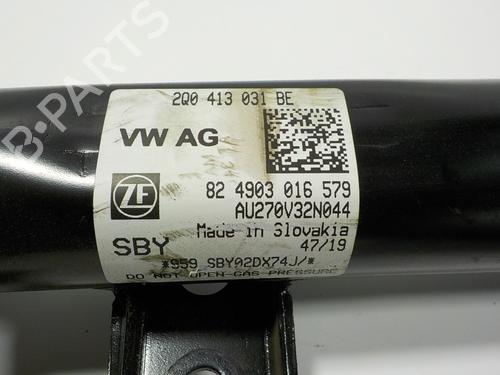 B-PARTS
2Q0 413 031 BE
VW AG
ZF
82 4903 016 579
AU270V32N044
Made in Slovakia
SBY
47/19
*959 SBY02DX74J/*
DO NOT OPEN-GAS-PRESSURE